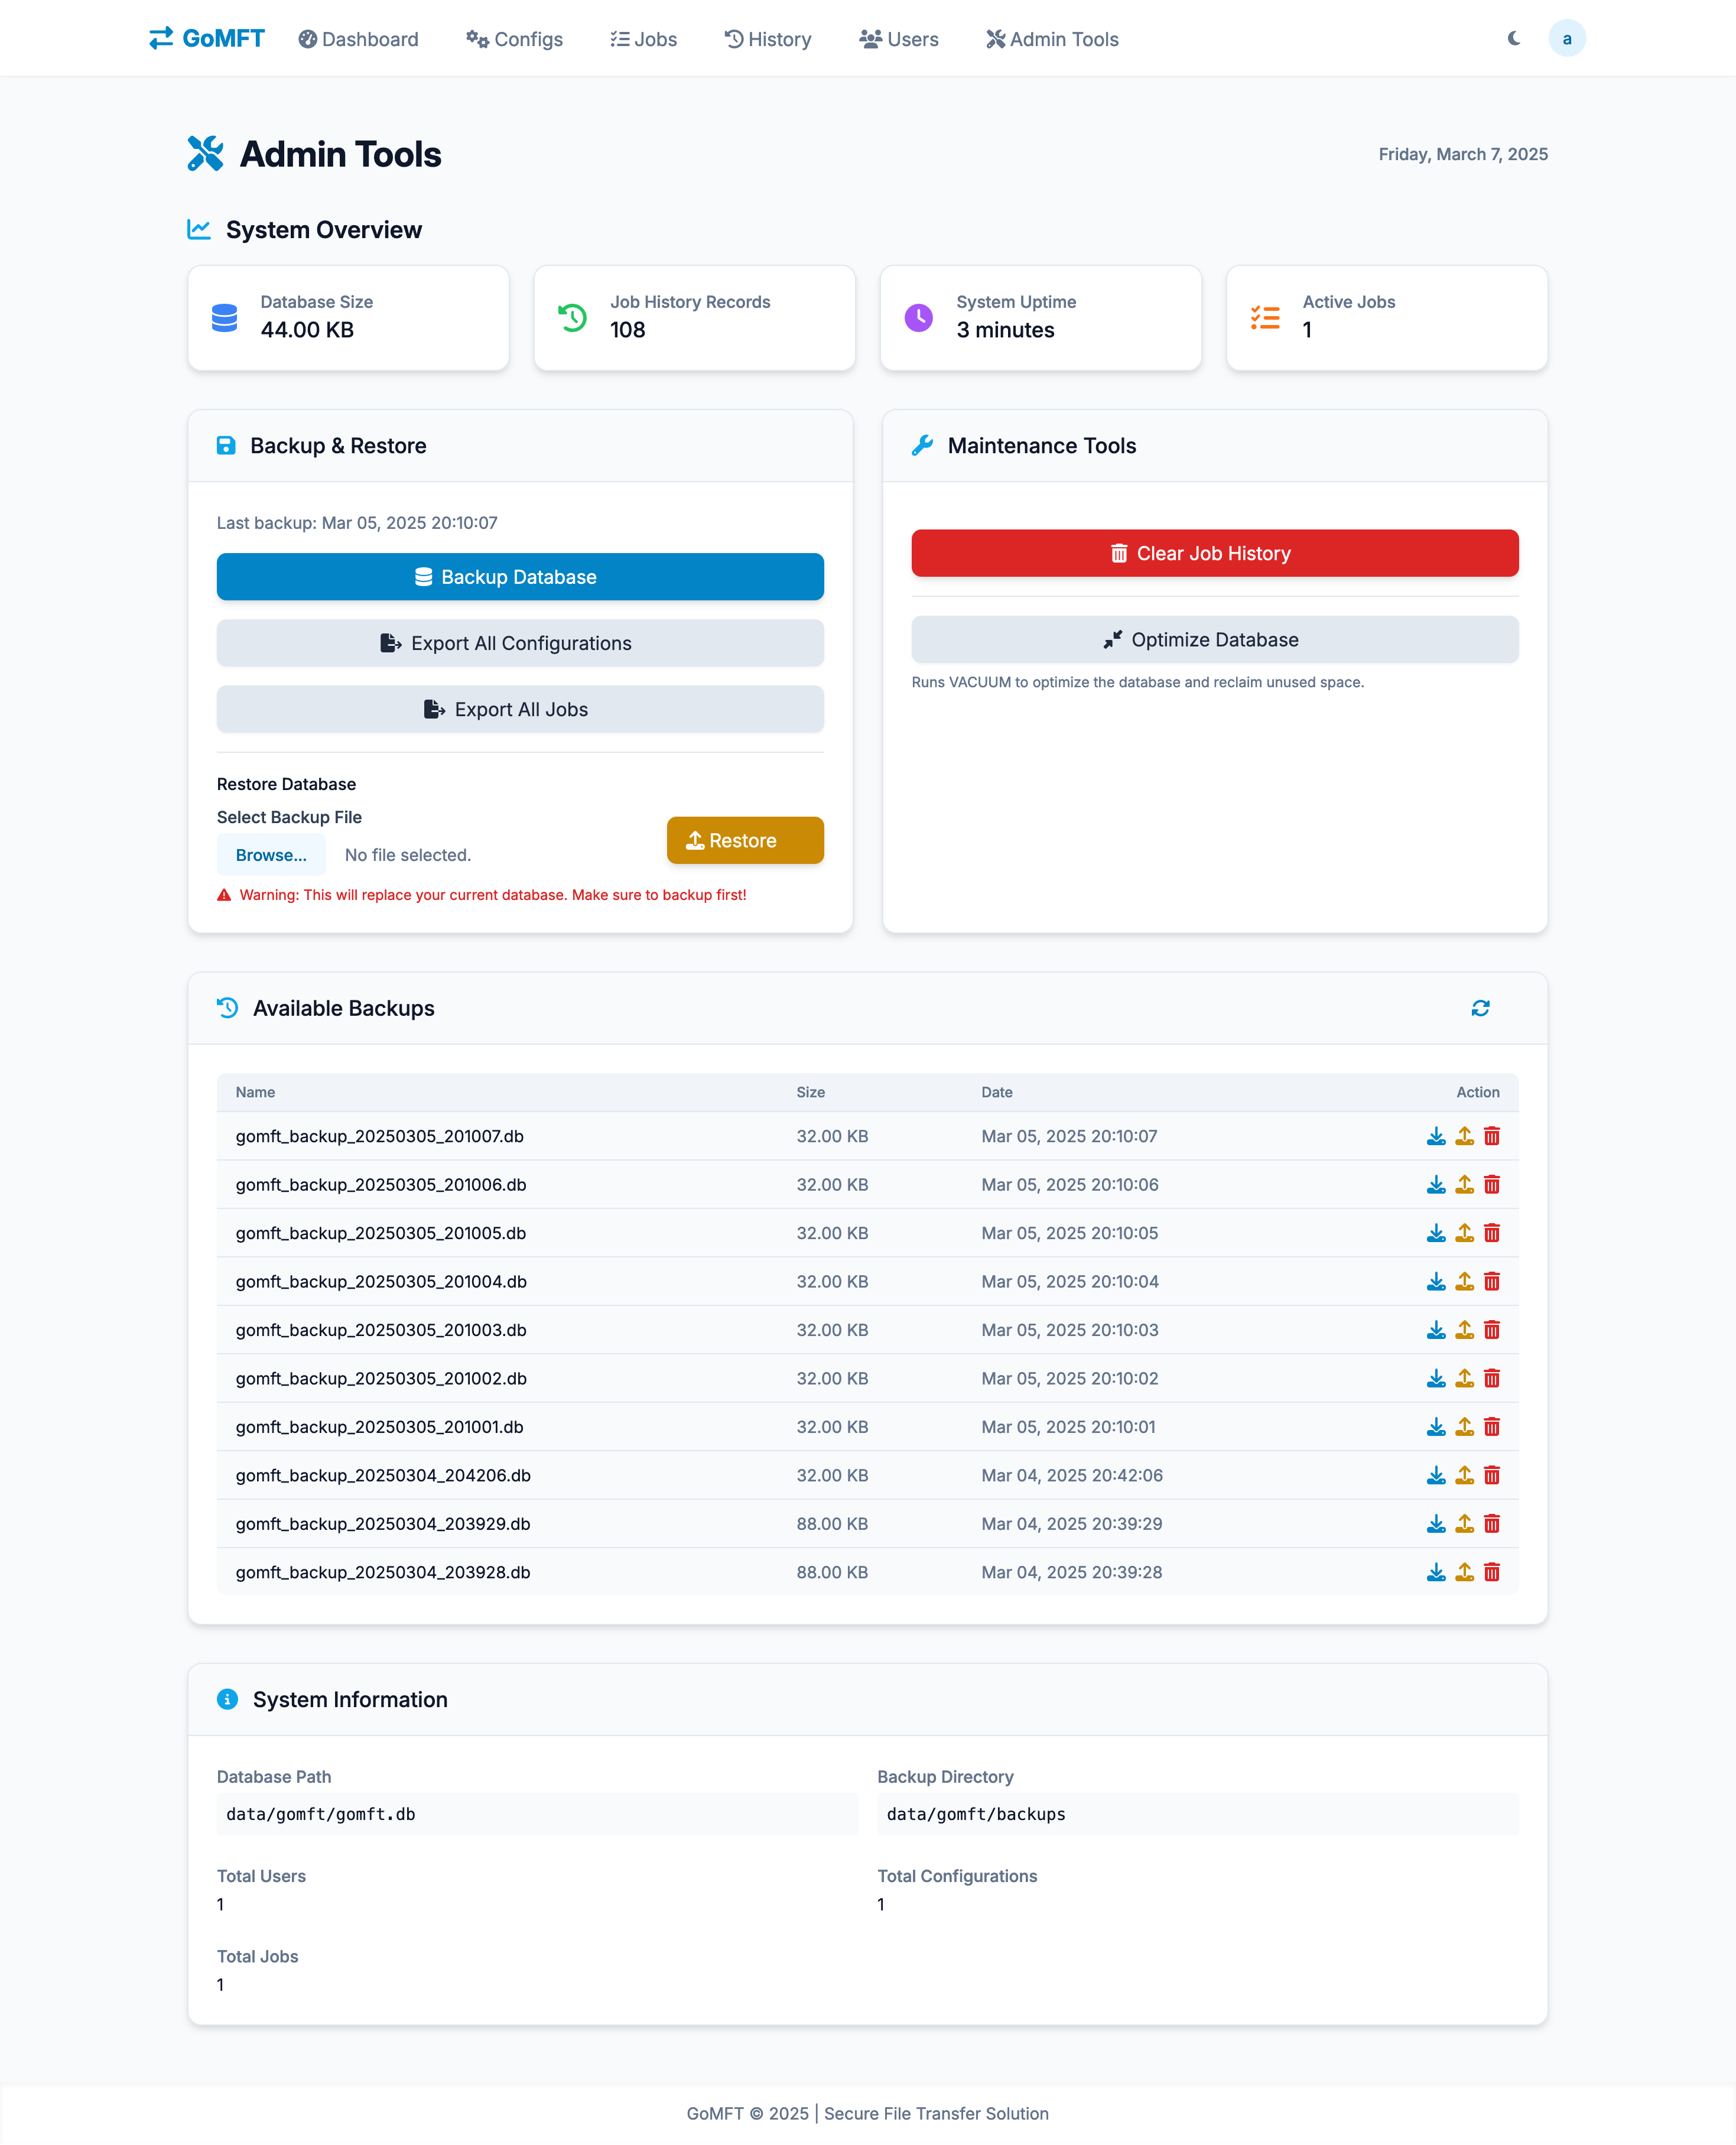 GoMFT Dashboard Configs Jobs History Users Admin Tools a
Admin Tools Friday, March 7, 2025
System Overview
Database Size
44.00 KB
Job History Records
108
System Uptime
3 minutes
Active Jobs
1
Backup & Restore
Last backup: Mar 05, 2025 20:10:07
Backup Database
Export All Configurations
Export All Jobs
Restore Database
Select Backup File
Browse... No file selected.
Restore
Warning: This will replace your current database. Make sure to backup first!
Maintenance Tools
Clear Job History
Optimize Database
Runs VACUUM to optimize the database and reclaim unused space.
Available Backups
Name Size Date Action
gomft_backup_20250305_201007.db 32.00 KB Mar 05, 2025 20:10:07
gomft_backup_20250305_201006.db 32.00 KB Mar 05, 2025 20:10:06
gomft_backup_20250305_201005.db 32.00 KB Mar 05, 2025 20:10:05
gomft_backup_20250305_201004.db 32.00 KB Mar 05, 2025 20:10:04
gomft_backup_20250305_201003.db 32.00 KB Mar 05, 2025 20:10:03
gomft_backup_20250305_201002.db 32.00 KB Mar 05, 2025 20:10:02
gomft_backup_20250305_201001.db 32.00 KB Mar 05, 2025 20:10:01
gomft_backup_20250304_204206.db 32.00 KB Mar 04, 2025 20:42:06
gomft_backup_20250304_203929.db 88.00 KB Mar 04, 2025 20:39:29
gomft_backup_20250304_203928.db 88.00 KB Mar 04, 2025 20:39:28
System Information
Database Path
data/gomft/gomft.db
Backup Directory
data/gomft/backups
Total Users
1
Total Configurations
1
Total Jobs
1
GoMFT © 2025 | Secure File Transfer Solution